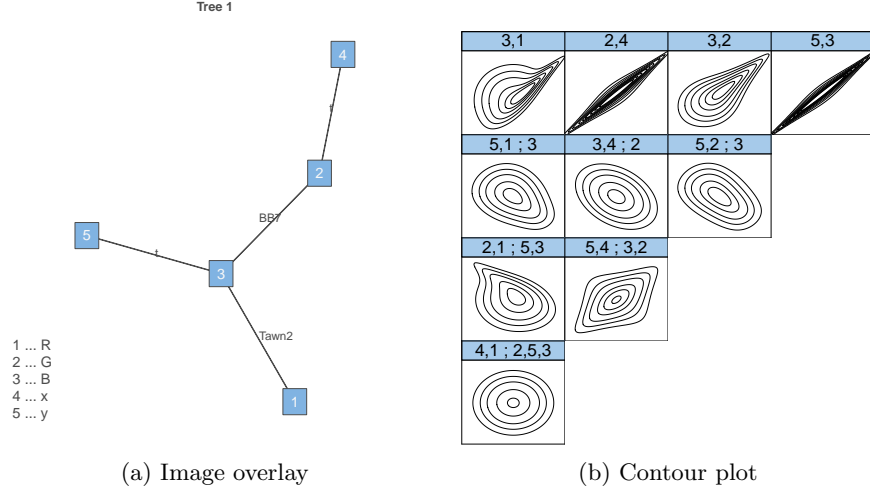 Tree 1
4
t
2
BB7
5
t
3
Tawn2
1
1 ... R
2 ... G
3 ... B
4 ... x
5 ... y
(a) Image overlay
3,1 2,4 3,2 5,3
5,1 ; 3 3,4 ; 2 5,2 ; 3
2,1 ; 5,3 5,4 ; 3,2
4,1 ; 2,5,3
(b) Contour plot